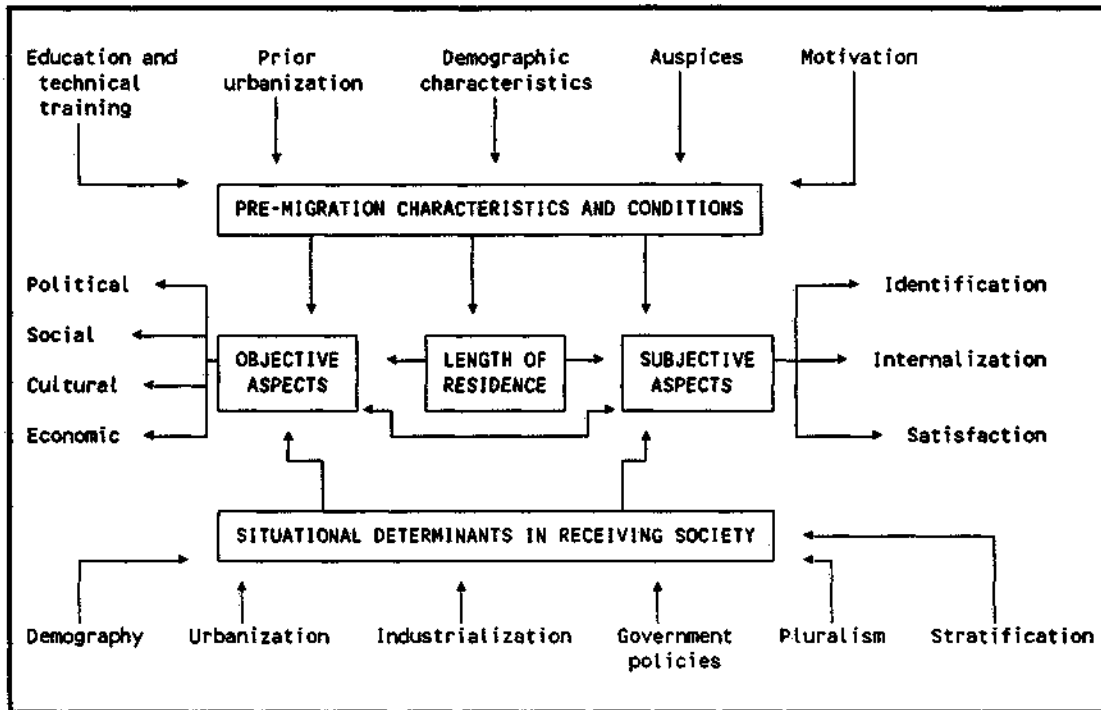 Education and
technical
training
Prior
urbanization
Demographic
characteristics
Auspices
Motivation
PRE-MIGRATION CHARACTERISTICS AND CONDITIONS
Political
Social
Cultural
Economic
OBJECTIVE
ASPECTS
LENGTH OF
RESIDENCE
SUBJECTIVE
ASPECTS
Identification
Internalization
Satisfaction
SITUATIONAL DETERMINANTS IN RECEIVING SOCIETY
Demography
Urbanization
Industrialization
Government
policies
Pluralism
Stratification